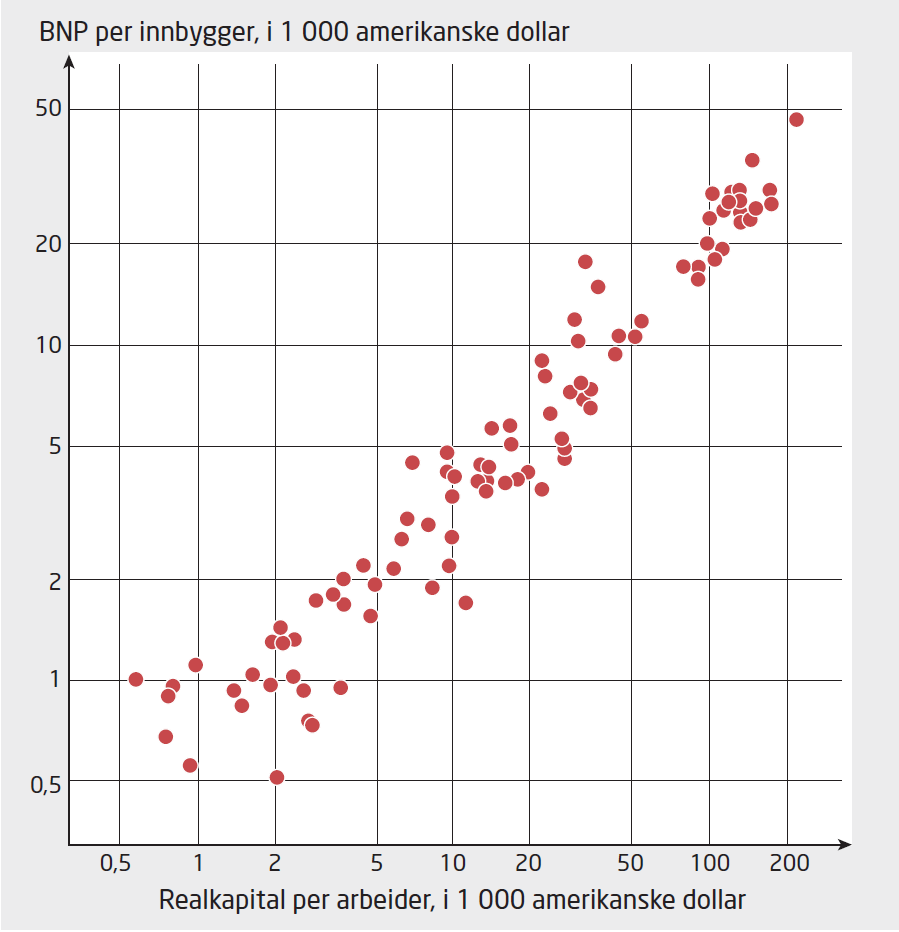 BNP per innbygger, i 1 000 amerikanske dollar
50
20
10
5
2
1
0,5
0,5 1 2 5 10 20 50 100 200
Realkapital per arbeider, i 1 000 amerikanske dollar